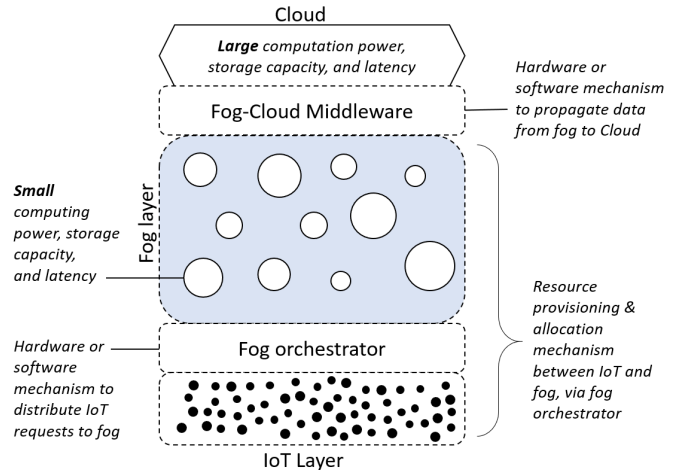 Cloud
Large computation power,
storage capacity, and latency
Fog-Cloud Middleware
Hardware or
software mechanism
to propagate data
from fog to Cloud
Fog layer
Small
computing
power, storage
capacity,
and latency
Fog orchestrator
Hardware or
software
mechanism to
distribute IoT
requests to fog
Resource
provisioning &
allocation
mechanism
between IoT and
fog, via fog
orchestrator
IoT Layer